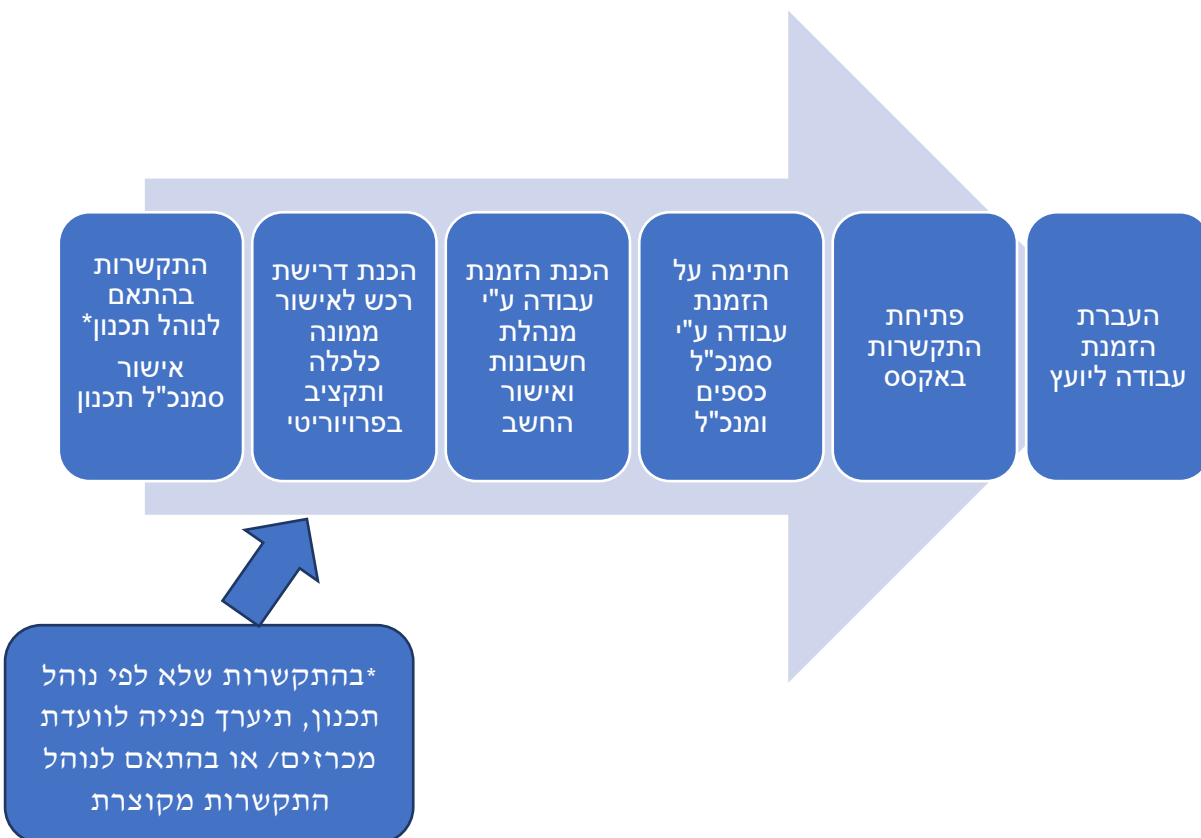 התקשרות
בהתאם
לנוהל תכנון*
אישור
סמנכ"ל תכנון
הכנת דרישת
רכש לאישור
ממונה
כלכלה
ותקציב
בפרויוריטי
הכנת הזמנת
עבודה ע"י
מנהלת
חשבונות
ואישור
החשב
חתימה על
הזמנת
עבודה ע"י
סמנכ"ל
כספים
ומנכ"ל
פתיחת
התקשרות
באקסס
העברת
הזמנת
עבודה ליועץ
*בהתקשרות שלא לפי נוהל
תכנון, תיערך פנייה לוועדת
מכרזים/ או בהתאם לנוהל
התקשרות מקוצרת